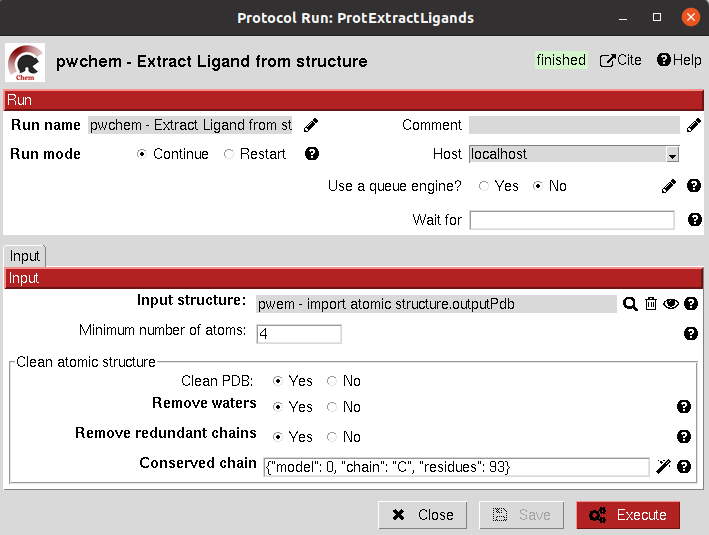 Protocol Run: ProtExtractLigands
Chem
pwchem - Extract Ligand from structure
finished
Cite
Help
Run
Run name pwchem - Extract Ligand from st
Comment
Run mode Continue Restart
Host localhost
Use a queue engine? Yes No
Wait for
Input
Input
Input structure: pwem - import atomic structure.outputPdb
Minimum number of atoms: 4
Clean atomic structure
Clean PDB: Yes No
Remove waters Yes No
Remove redundant chains Yes No
Conserved chain {"model": 0, "chain": "C", "residues": 93}
Close Save Execute